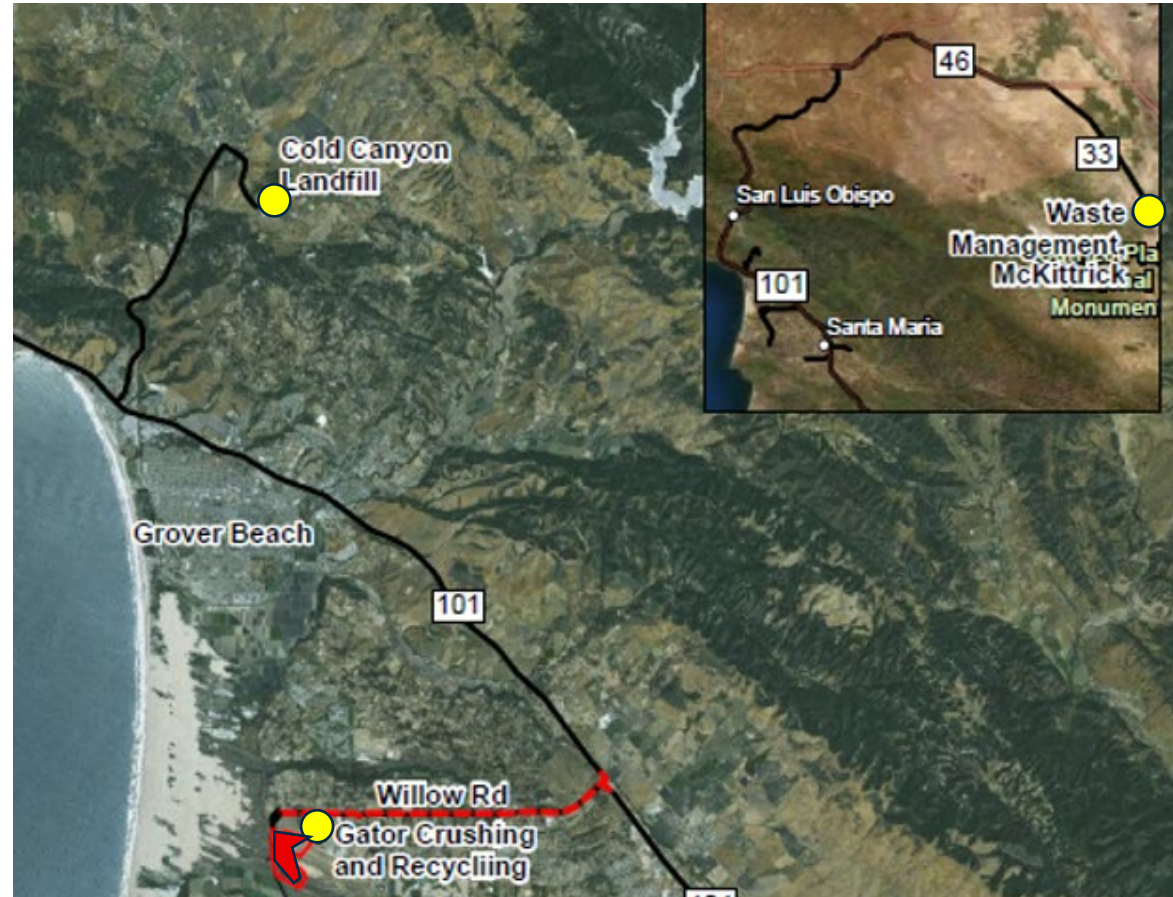 Cold Canyon
Landfill
Grover Beach
101
Willow Rd
Gator Crushing
and Recycliing
46
33
San Luis Obispo
Waste
Management,
McKittrick
Monumen
101
Santa Maria